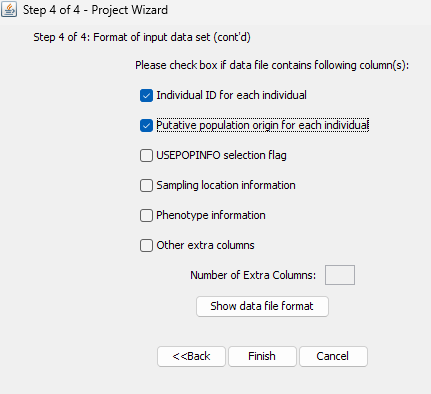 Step 4 of 4 - Project Wizard
Step 4 of 4: Format of input data set (cont'd)
Please check box if data file contains following column(s):
Individual ID for each individual
Putative population origin for each individual
USEPOPINFO selection flag
Sampling location information
Phenotype information
Other extra columns
Number of Extra Columns:
Show data file format
<<Back Finish Cancel